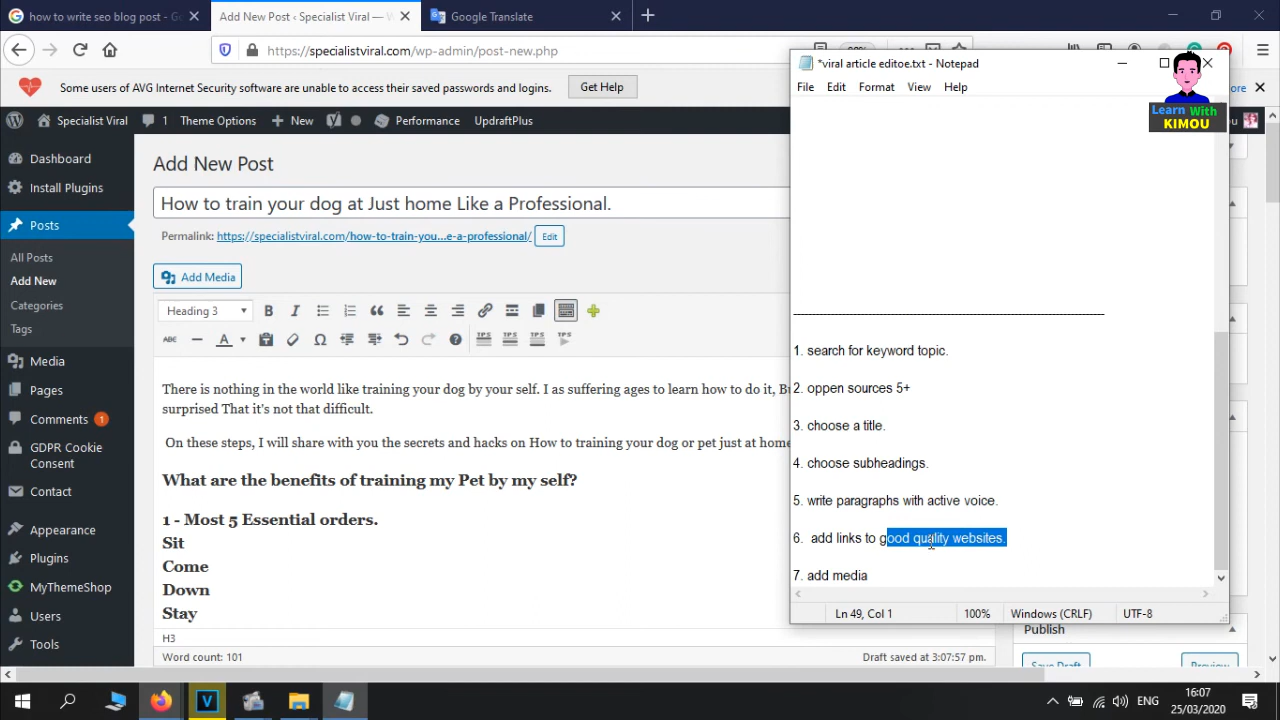 how to write seo blog post - G
Add New Post ‹ Specialist Viral — W
Google Translate
https://specialistviral.com/wp-admin/post-new.php
Some users of AVG Internet Security software are unable to access their saved passwords and logins.
Get Help
Specialist Viral
1
Theme Options
New
Performance
UpdraftPlus
Dashboard
Install Plugins
Posts
All Posts
Add New
Categories
Tags
Media
Pages
Comments 1
GDPR Cookie
Consent
Contact
Appearance
Plugins
MyThemeShop
Users
Tools
Add New Post
How to train your dog at Just home Like a Professional.
Permalink: https://specialistviral.com/how-to-train-you...e-a-professional/ Edit
Add Media
Heading 3
B I
ABC A Ω TPS TPS TPS TPS
There is nothing in the world like training your dog by your self. I as suffering ages to learn how to do it, B
surprised That it's not that difficult.
On these steps, I will share with you the secrets and hacks on How to training your dog or pet just at home
What are the benefits of training my Pet by my self?
1 - Most 5 Essential orders.
Sit
Come
Down
Stay
H3
Word count: 101
Draft saved at 3:07:57 pm.
*viral article editoe.txt - Notepad
File Edit Format View Help
Learn With
KIMOU
1. search for keyword topic.
2. oppen sources 5+
3. choose a title.
4. choose subheadings.
5. write paragraphs with active voice.
6. add links to good quality websites.
7. add media
Ln 49, Col 1
100%
Windows (CRLF)
UTF-8
Publish
Save Draft
Preview
V
ENG
16:07
25/03/2020